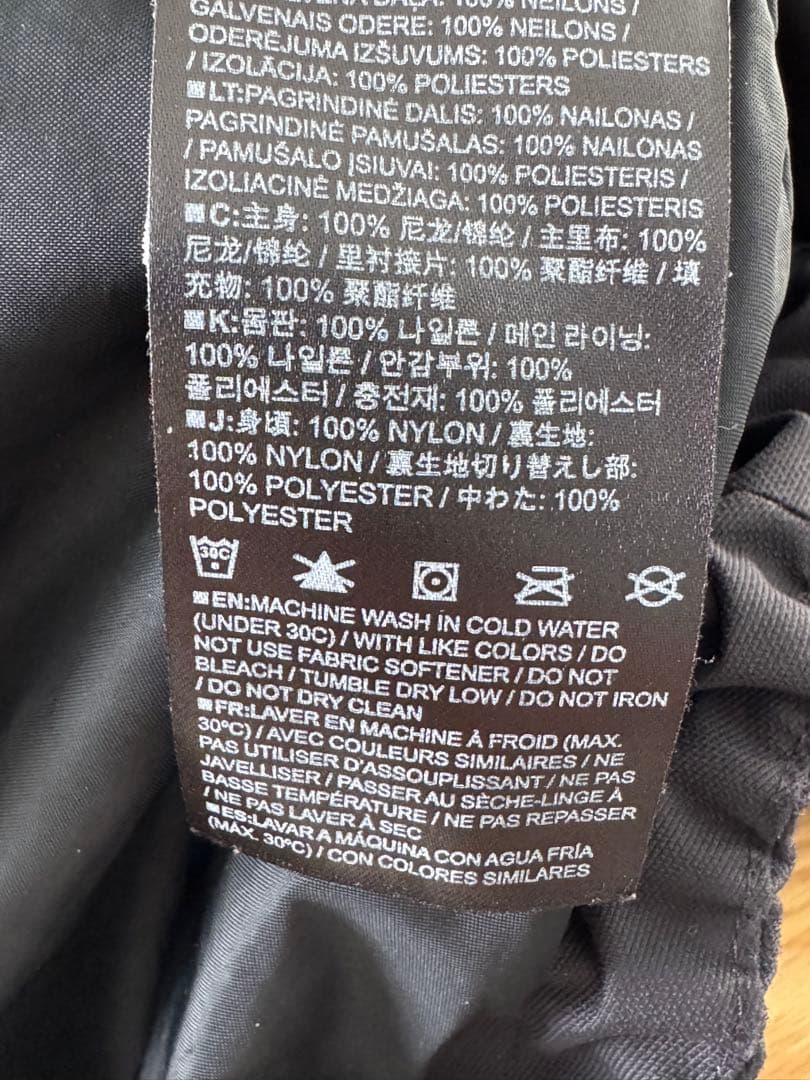 100% NEILONS /
GALVENAIS ODERE: 100% NEILONS /
ODERĒJUMA IZŠUVUMS: 100% POLIESTERS
/ IZOLĀCIJA: 100% POLIESTERS
LT:PAGRINDINĖ DALIS: 100% NAILONAS /
PAGRINDINĖ PAMUŠALAS: 100% NAILONAS
/ PAMUŠALO ĮSIUVAI: 100% POLIESTERIS /
IZOLIACINĖ MEDŽIAGA: 100% POLIESTERIS
C:主身: 100% 尼龙/锦纶 / 主里布: 100%
尼龙/锦纶 / 里衬接片: 100% 聚酯纤维 / 填
充物: 100% 聚酯纤维
K:몸판: 100% 나일론 / 메인 라이닝:
100% 나일론 / 안감부위: 100%
폴리에스터 / 충전재: 100% 폴리에스터
J:身頃: 100% NYLON / 裏生地:
100% NYLON / 裏生地切り替えし部:
100% POLYESTER / 中わた: 100%
POLYESTER
30C
EN:MACHINE WASH IN COLD WATER
(UNDER 30C) / WITH LIKE COLORS / DO
NOT USE FABRIC SOFTENER / DO NOT
BLEACH / TUMBLE DRY LOW / DO NOT IRON
/ DO NOT DRY CLEAN
FR:LAVER EN MACHINE À FROID (MAX.
30ºC) / AVEC COULEURS SIMILAIRES / NE
PAS UTILISER D'ASSOUPLISSANT / NE PAS
JAVELLISER / PASSER AU SÈCHE-LINGE À
BASSE TEMPÉRATURE / NE PAS REPASSER
/ NE PAS LAVER À SEC
ES:LAVAR A MÁQUINA CON AGUA FRÍA
(MÁX. 30ºC) / CON COLORES SIMILARES